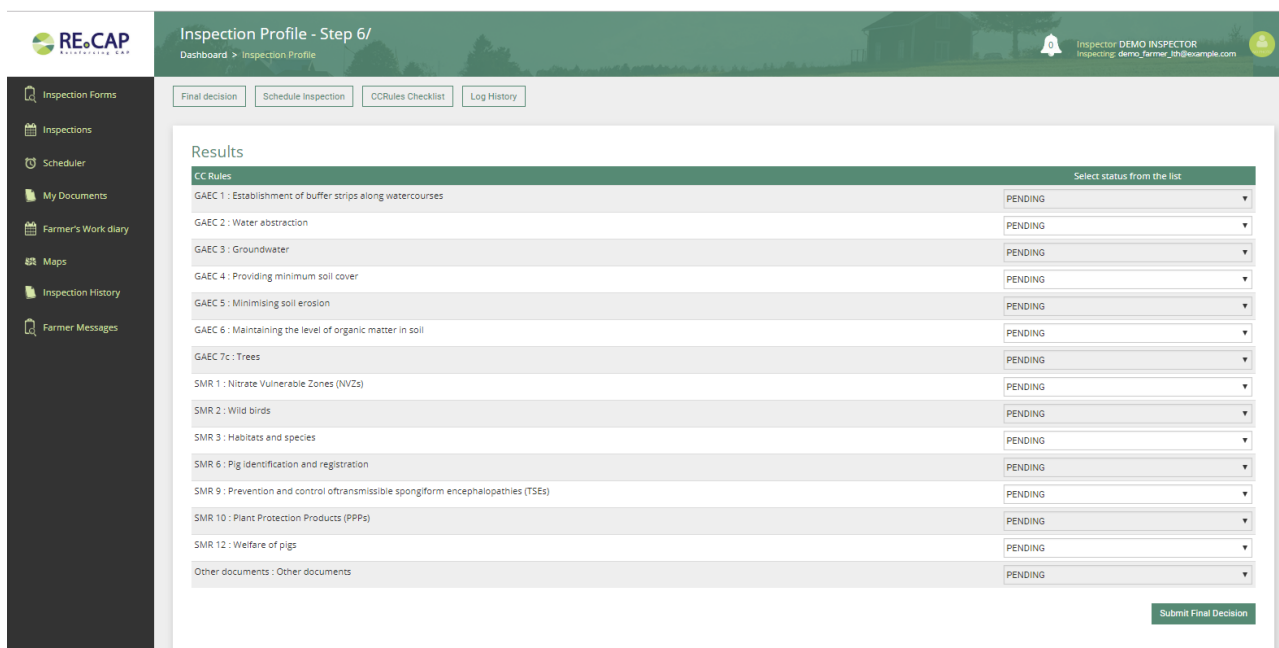 RE CAP
Reinforcing CAP
Inspection Profile - Step 6/
Dashboard > Inspection Profile
0
Inspector DEMO INSPECTOR
Inspecting: demo_farmer_lth@example.com
Inspection Forms
Inspections
Scheduler
My Documents
Farmer's Work diary
Maps
Inspection History
Farmer Messages
Final decision
Schedule Inspection
CCRules Checklist
Log History
Results
CC Rules Select status from the list
GAEC 1 : Establishment of buffer strips along watercourses PENDING
GAEC 2 : Water abstraction PENDING
GAEC 3 : Groundwater PENDING
GAEC 4 : Providing minimum soil cover PENDING
GAEC 5 : Minimising soil erosion PENDING
GAEC 6 : Maintaining the level of organic matter in soil PENDING
GAEC 7c : Trees PENDING
SMR 1 : Nitrate Vulnerable Zones (NVZs) PENDING
SMR 2 : Wild birds PENDING
SMR 3 : Habitats and species PENDING
SMR 6 : Pig identification and registration PENDING
SMR 9 : Prevention and control oftransmissible spongiform encephalopathies (TSEs) PENDING
SMR 10 : Plant Protection Products (PPPs) PENDING
SMR 12 : Welfare of pigs PENDING
Other documents : Other documents PENDING
Submit Final Decision